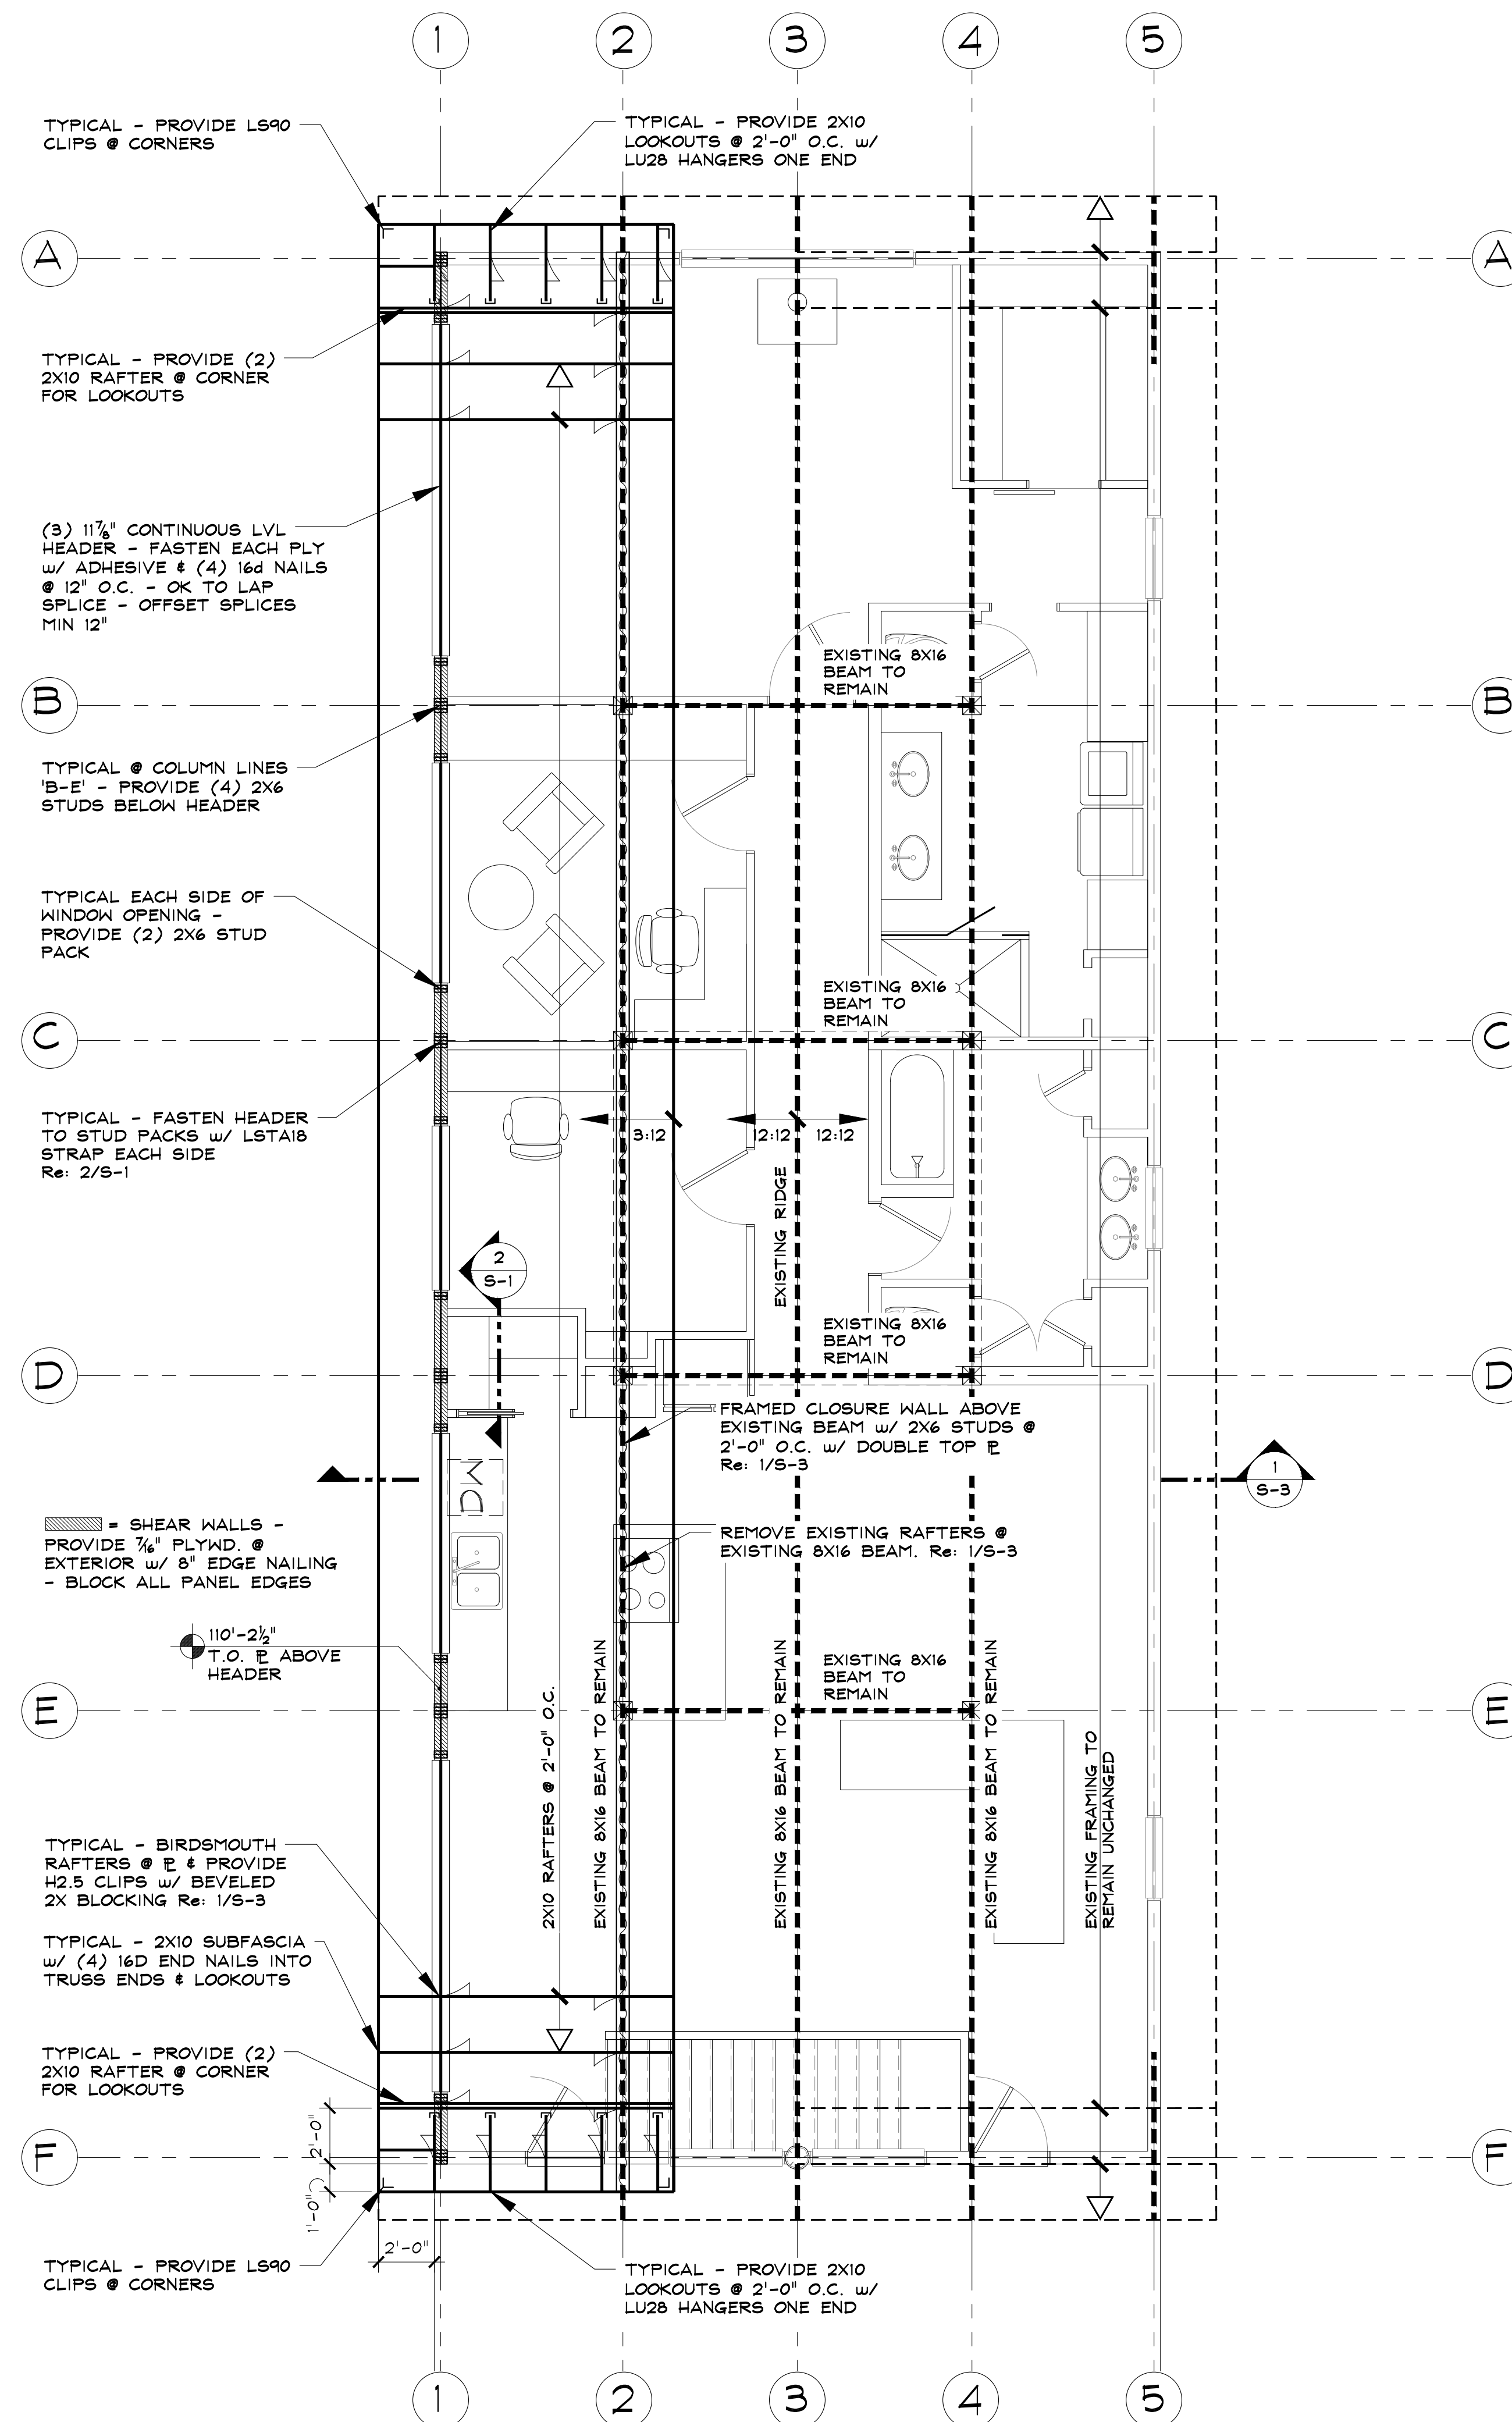 1 2 3 4 5
TYPICAL - PROVIDE LS90
CLIPS @ CORNERS
TYPICAL - PROVIDE 2X10
LOOKOUTS @ 2'-0" O.C. w/
LU28 HANGERS ONE END
A A
TYPICAL - PROVIDE (2)
2X10 RAFTER @ CORNER
FOR LOOKOUTS
(3) 11⅞" CONTINUOUS LVL
HEADER - FASTEN EACH PLY
w/ ADHESIVE & (4) 16d NAILS
@ 12" O.C. - OK TO LAP
SPLICE - OFFSET SPLICES
MIN 12"
EXISTING 8X16
BEAM TO
REMAIN
B B
TYPICAL @ COLUMN LINES
'B-E' - PROVIDE (4) 2X6
STUDS BELOW HEADER
TYPICAL EACH SIDE OF
WINDOW OPENING -
PROVIDE (2) 2X6 STUD
PACK
EXISTING 8X16
BEAM TO
REMAIN
C C
TYPICAL - FASTEN HEADER
TO STUD PACKS w/ LSTA18
STRAP EACH SIDE
Re: 2/S-1
3:12 12:12 12:12
EXISTING RIDGE
2
S-1
EXISTING 8X16
BEAM TO
REMAIN
D D
FRAMED CLOSURE WALL ABOVE
EXISTING BEAM w/ 2X6 STUDS @
2'-0" O.C. w/ DOUBLE TOP PL
Re: 1/S-3
1
S-3
DW
= SHEAR WALLS -
PROVIDE 7/16" PLYWD. @
EXTERIOR w/ 8" EDGE NAILING
- BLOCK ALL PANEL EDGES
REMOVE EXISTING RAFTERS @
EXISTING 8X16 BEAM. Re: 1/S-3
110'-2½"
T.O. PL ABOVE
HEADER
EXISTING 8X16
BEAM TO
REMAIN
E E
2X10 RAFTERS @ 2'-0" O.C.
EXISTING 8X16 BEAM TO REMAIN
EXISTING 8X16 BEAM TO REMAIN
EXISTING 8X16 BEAM TO REMAIN
EXISTING FRAMING TO
REMAIN UNCHANGED
TYPICAL - BIRDSMOUTH
RAFTERS @ PL & PROVIDE
H2.5 CLIPS w/ BEVELED
2X BLOCKING Re: 1/S-3
TYPICAL - 2X10 SUBFASCIA
w/ (4) 16D END NAILS INTO
TRUSS ENDS & LOOKOUTS
TYPICAL - PROVIDE (2)
2X10 RAFTER @ CORNER
FOR LOOKOUTS
2'-0"
F F
1'-0"
2'-0"
TYPICAL - PROVIDE LS90
CLIPS @ CORNERS
TYPICAL - PROVIDE 2X10
LOOKOUTS @ 2'-0" O.C. w/
LU28 HANGERS ONE END
1 2 3 4 5